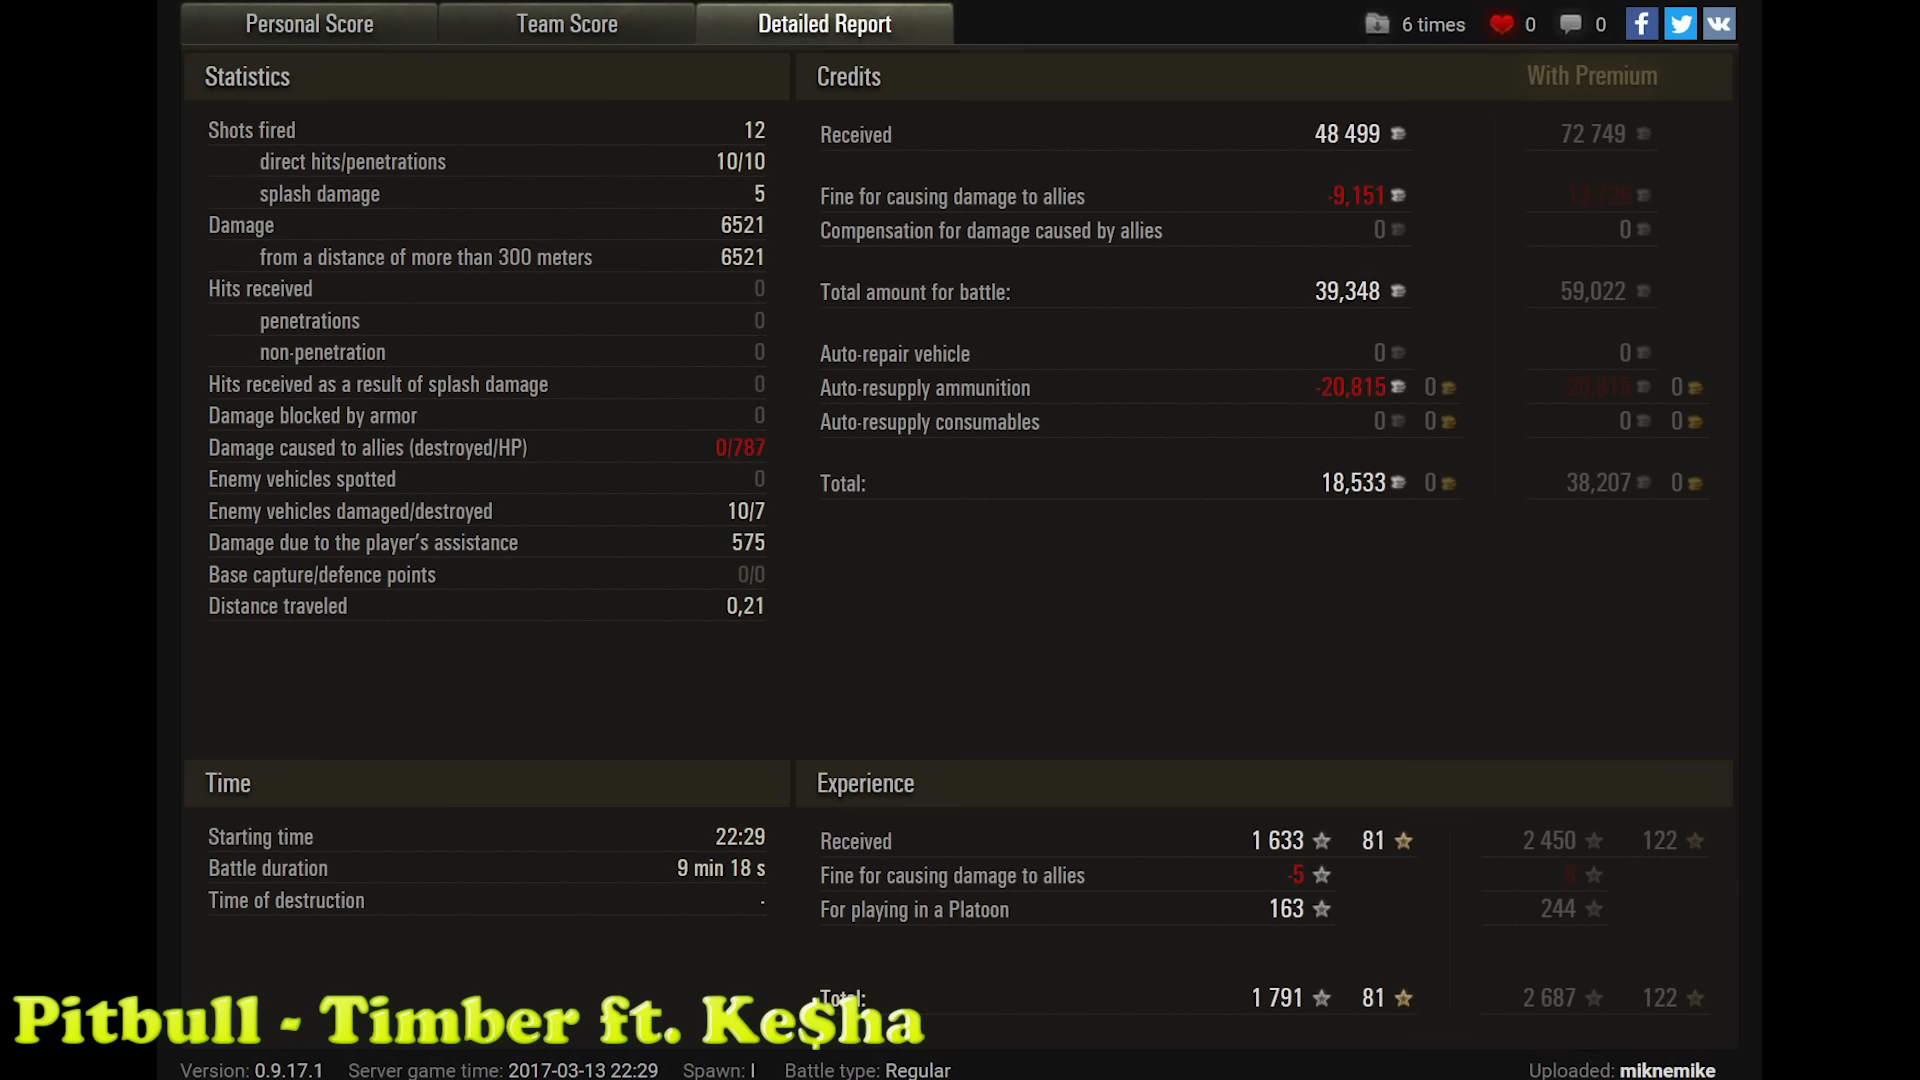 Personal Score Team Score Detailed Report 6 times 0 0
Statistics
Shots fired 12
direct hits/penetrations 10/10
splash damage 5
Damage 6521
from a distance of more than 300 meters 6521
Hits received 0
penetrations 0
non-penetration 0
Hits received as a result of splash damage 0
Damage blocked by armor 0
Damage caused to allies (destroyed/HP) 0/787
Enemy vehicles spotted 0
Enemy vehicles damaged/destroyed 10/7
Damage due to the player's assistance 575
Base capture/defence points 0/0
Distance traveled 0,21
Credits With Premium
Received 48 499 72 749
Fine for causing damage to allies -9,151
Compensation for damage caused by allies 0 0
Total amount for battle: 39,348 59,022
Auto-repair vehicle 0 0
Auto-resupply ammunition -20,815 0 20,815 0
Auto-resupply consumables 0 0 0 0
Total: 18,533 0 38,207 0
Time
Starting time 22:29
Battle duration 9 min 18 s
Time of destruction -
Experience
Received 1 633 81 2 450 122
Fine for causing damage to allies -5
For playing in a Platoon 163 244
Total: 1 791 81 2 687 122
Pitbull - Timber ft. Ke$ha
Version: 0.9.17.1 Server game time: 2017-03-13 22:29 Spawn: I Battle type: Regular Uploaded: miknemike